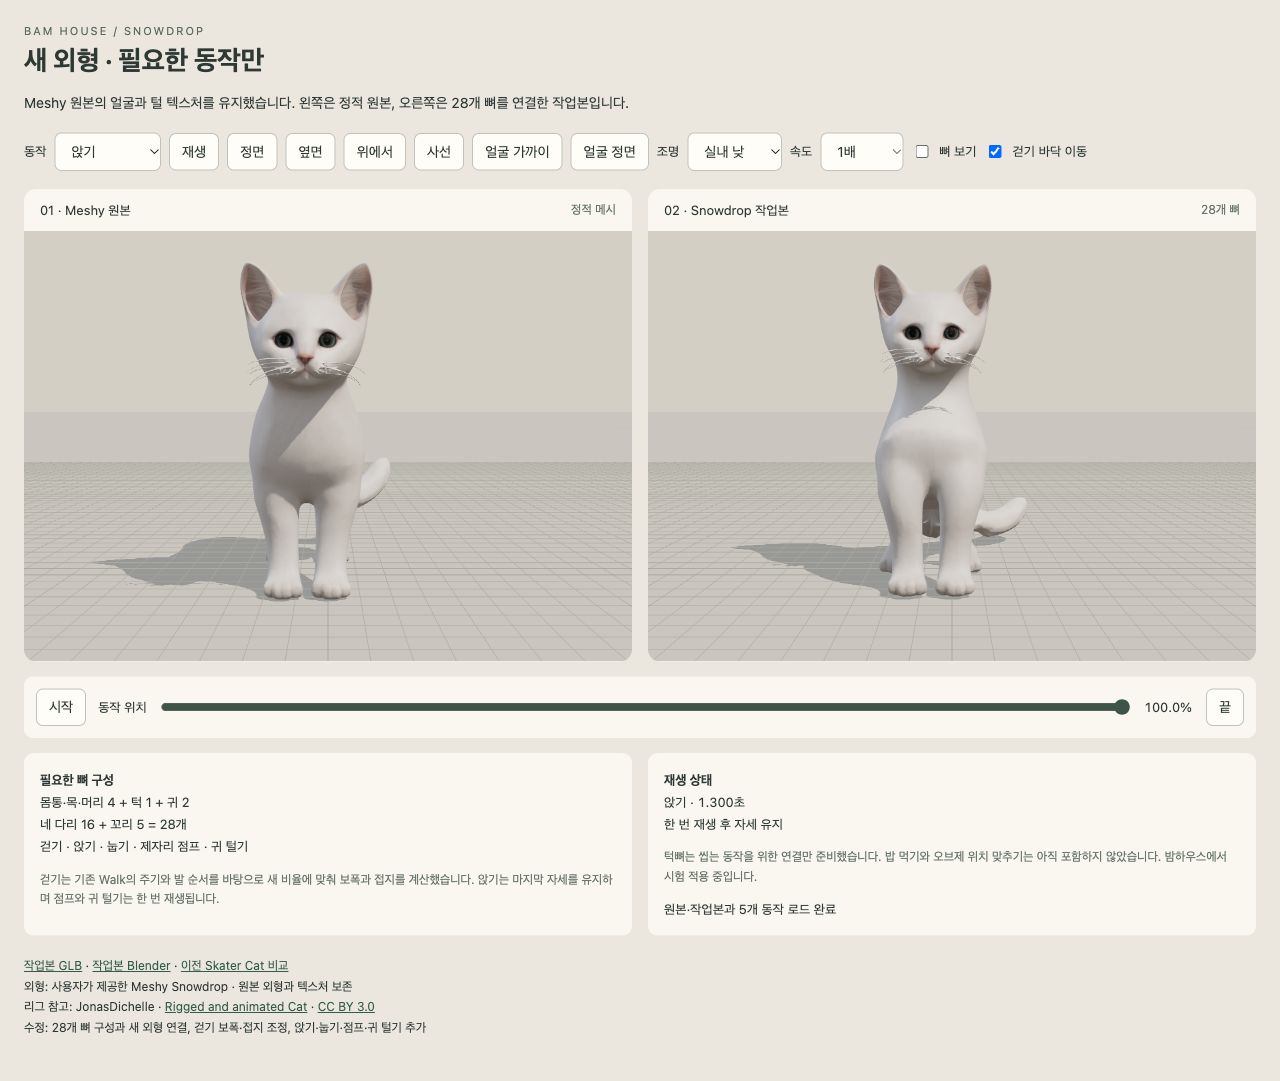 BAM HOUSE / SNOWDROP
새 외형 · 필요한 동작만
Meshy 원본의 얼굴과 털 텍스처를 유지했습니다. 왼쪽은 정적 원본, 오른쪽은 28개 뼈를 연결한 작업본입니다.
동작 앉기 재생 정면 옆면 위에서 사선 얼굴 가까이 얼굴 정면 조명 실내 낮 속도 1배 뼈 보기 걷기 바닥 이동
01 · Meshy 원본 정적 메시
02 · Snowdrop 작업본 28개 뼈
시작 동작 위치 100.0% 끝
필요한 뼈 구성
몸통·목·머리 4 + 턱 1 + 귀 2
네 다리 16 + 꼬리 5 = 28개
걷기 · 앉기 · 눕기 · 제자리 점프 · 귀 털기
걷기는 기존 Walk의 주기와 발 순서를 바탕으로 새 비율에 맞춰 보폭과 접지를 계산했습니다. 앉기는 마지막 자세를 유지하
며 점프와 귀 털기는 한 번 재생됩니다.
재생 상태
앉기 · 1.300초
한 번 재생 후 자세 유지
턱뼈는 씹는 동작을 위한 연결만 준비했습니다. 밥 먹기와 오브제 위치 맞추기는 아직 포함하지 않았습니다. 밤하우스에서
시험 적용 중입니다.
원본·작업본과 5개 동작 로드 완료
작업본 GLB · 작업본 Blender · 이전 Skater Cat 비교
외형: 사용자가 제공한 Meshy Snowdrop · 원본 외형과 텍스처 보존
리그 참고: JonasDichelle · Rigged and animated Cat · CC BY 3.0
수정: 28개 뼈 구성과 새 외형 연결, 걷기 보폭·접지 조정, 앉기·눕기·점프·귀 털기 추가